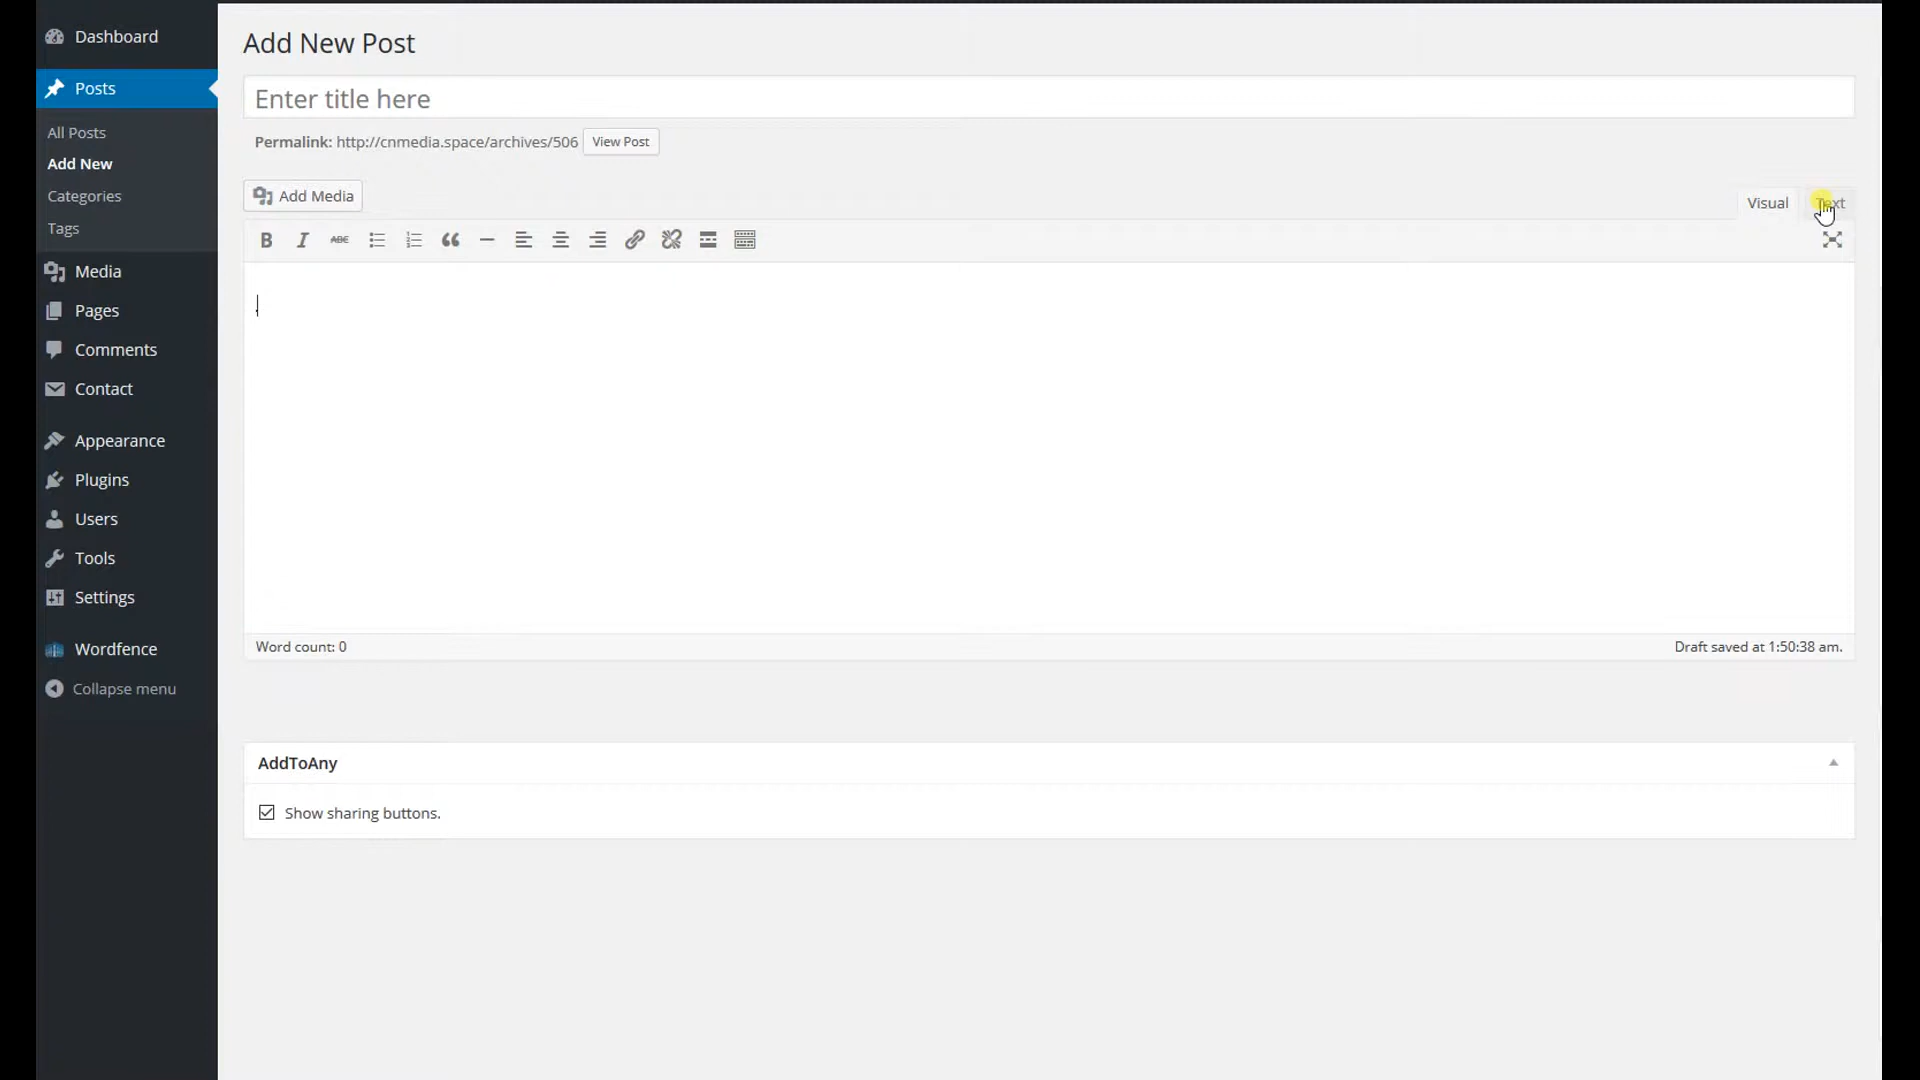 Dashboard
Posts
All Posts
Add New
Categories
Tags
Media
Pages
Comments
Contact
Appearance
Plugins
Users
Tools
Settings
Wordfence
Collapse menu
Add New Post
Enter title here
Permalink: http://cnmedia.space/archives/506 View Post
Add Media
Visual Text
B I ABC
Word count: 0 Draft saved at 1:50:38 am.
AddToAny
Show sharing buttons.